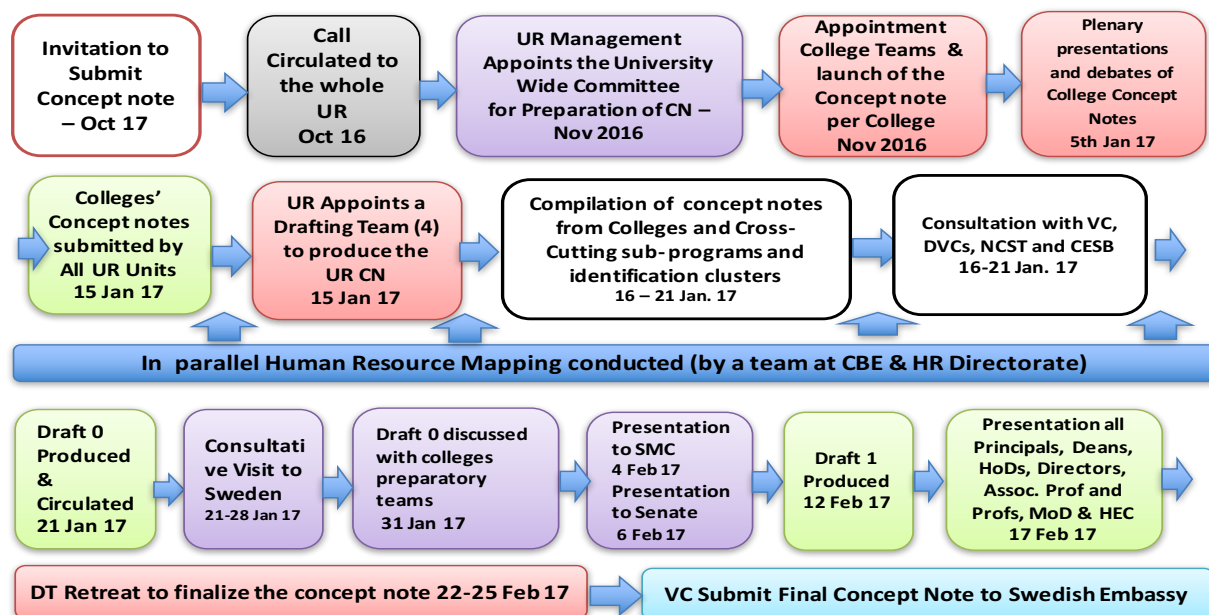 Invitation to
Submit
Concept note
– Oct 17
Call
Circulated to
the whole
UR
Oct 16
UR Management
Appoints the University
Wide Committee
for Preparation of CN –
Nov 2016
Appointment
College Teams &
launch of the
Concept note
per College
Nov 2016
Plenary
presentations
and debates of
College Concept
Notes
5th Jan 17
Colleges’
Concept notes
submitted by
All UR Units
15 Jan 17
UR Appoints a
Drafting Team (4)
to produce the
UR CN
15 Jan 17
Compilation of concept notes
from Colleges and Cross-
Cutting sub-programs and
identification clusters
16 – 21 Jan. 17
Consultation with VC,
DVCs, NCST and CESB
16-21 Jan. 17
In parallel Human Resource Mapping conducted (by a team at CBE & HR Directorate)
Draft 0
Produced
&
Circulated
21 Jan 17
Consultati
ve Visit to
Sweden
21-28 Jan 17
Draft 0 discussed
with colleges
preparatory
teams
31 Jan 17
Presentation
to SMC
4 Feb 17
Presentation
to Senate
6 Feb 17
Draft 1
Produced
12 Feb 17
Presentation all
Principals, Deans,
HoDs, Directors,
Assoc. Prof and
Profs, MoD & HEC
17 Feb 17
DT Retreat to finalize the concept note 22-25 Feb 17
VC Submit Final Concept Note to Swedish Embassy